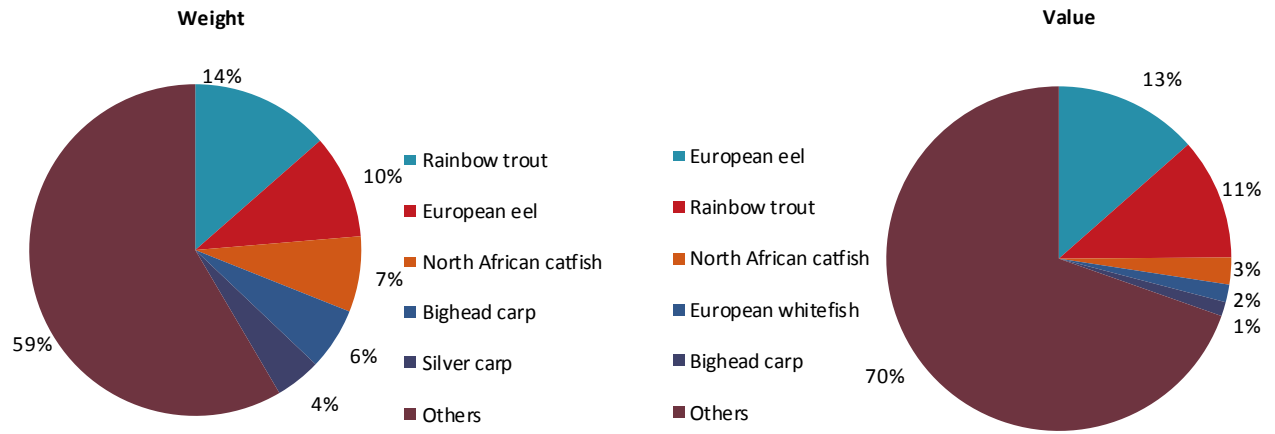 Weight
14%
10%
7%
6%
4%
59%
Rainbow trout
European eel
North African catfish
Bighead carp
Silver carp
Others
Value
13%
11%
3%
2%
1%
70%
European eel
Rainbow trout
North African catfish
European whitefish
Bighead carp
Others